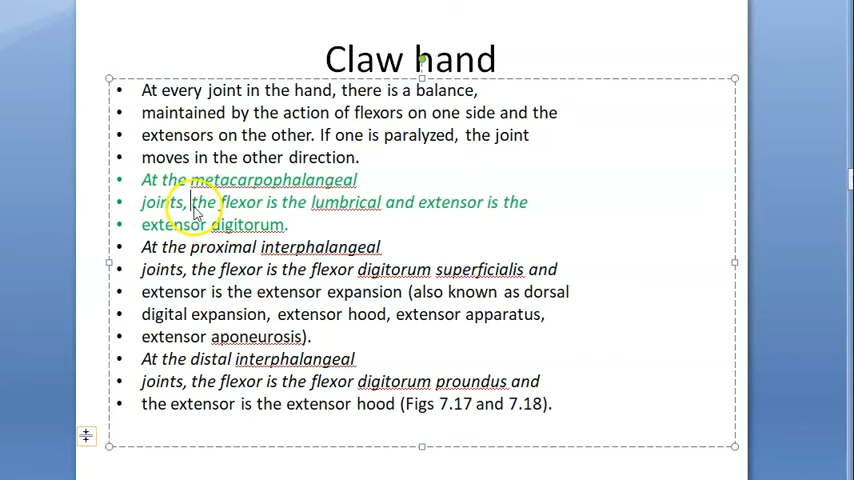 Claw hand
• At every joint in the hand, there is a balance,
• maintained by the action of flexors on one side and the
• extensors on the other. If one is paralyzed, the joint
• moves in the other direction.
• At the metacarpophalangeal
• joints, the flexor is the lumbrical and extensor is the
• extensor digitorum.
• At the proximal interphalangeal
• joints, the flexor is the flexor digitorum superficialis and
• extensor is the extensor expansion (also known as dorsal
• digital expansion, extensor hood, extensor apparatus,
• extensor aponeurosis).
• At the distal interphalangeal
• joints, the flexor is the flexor digitorum proundus and
• the extensor is the extensor hood (Figs 7.17 and 7.18).